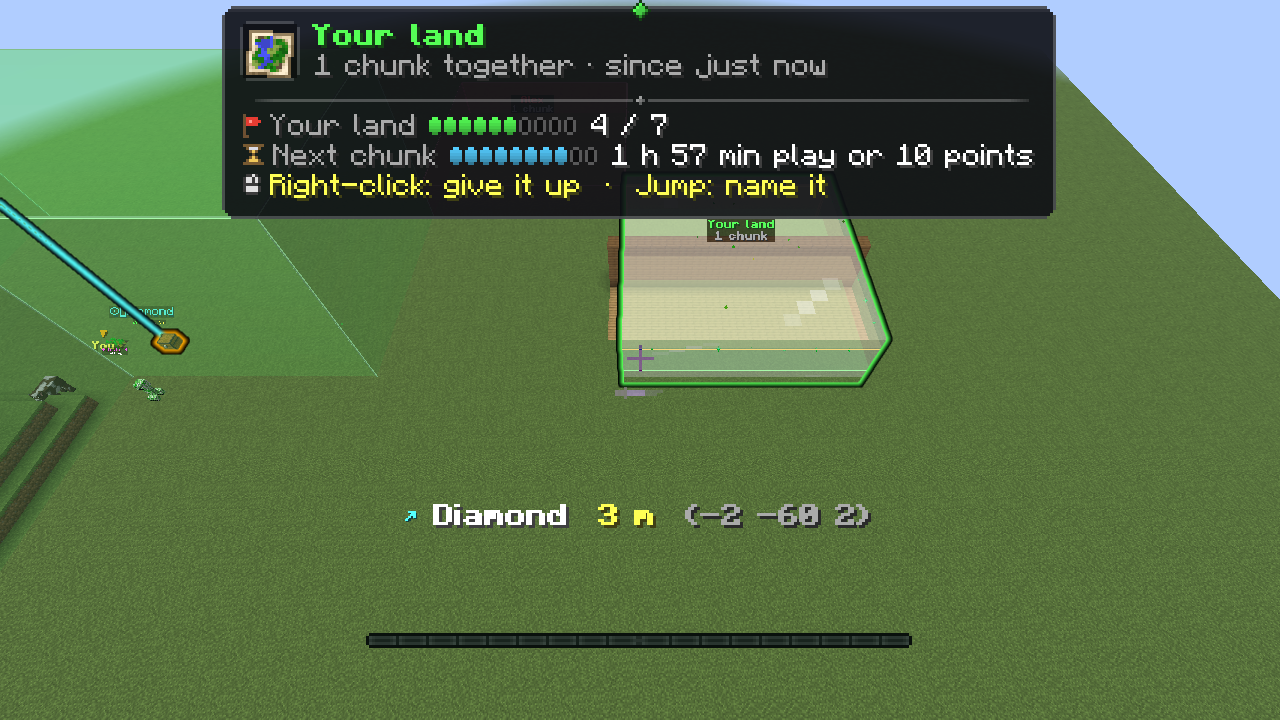 Your land
1 chunk together · since just now
Your land 4 / 7
Next chunk 1 h 57 min play or 10 points
Right-click: give it up · Jump: name it
Your land
1 chunk
You
Diamond 3 m (-2 -60 2)